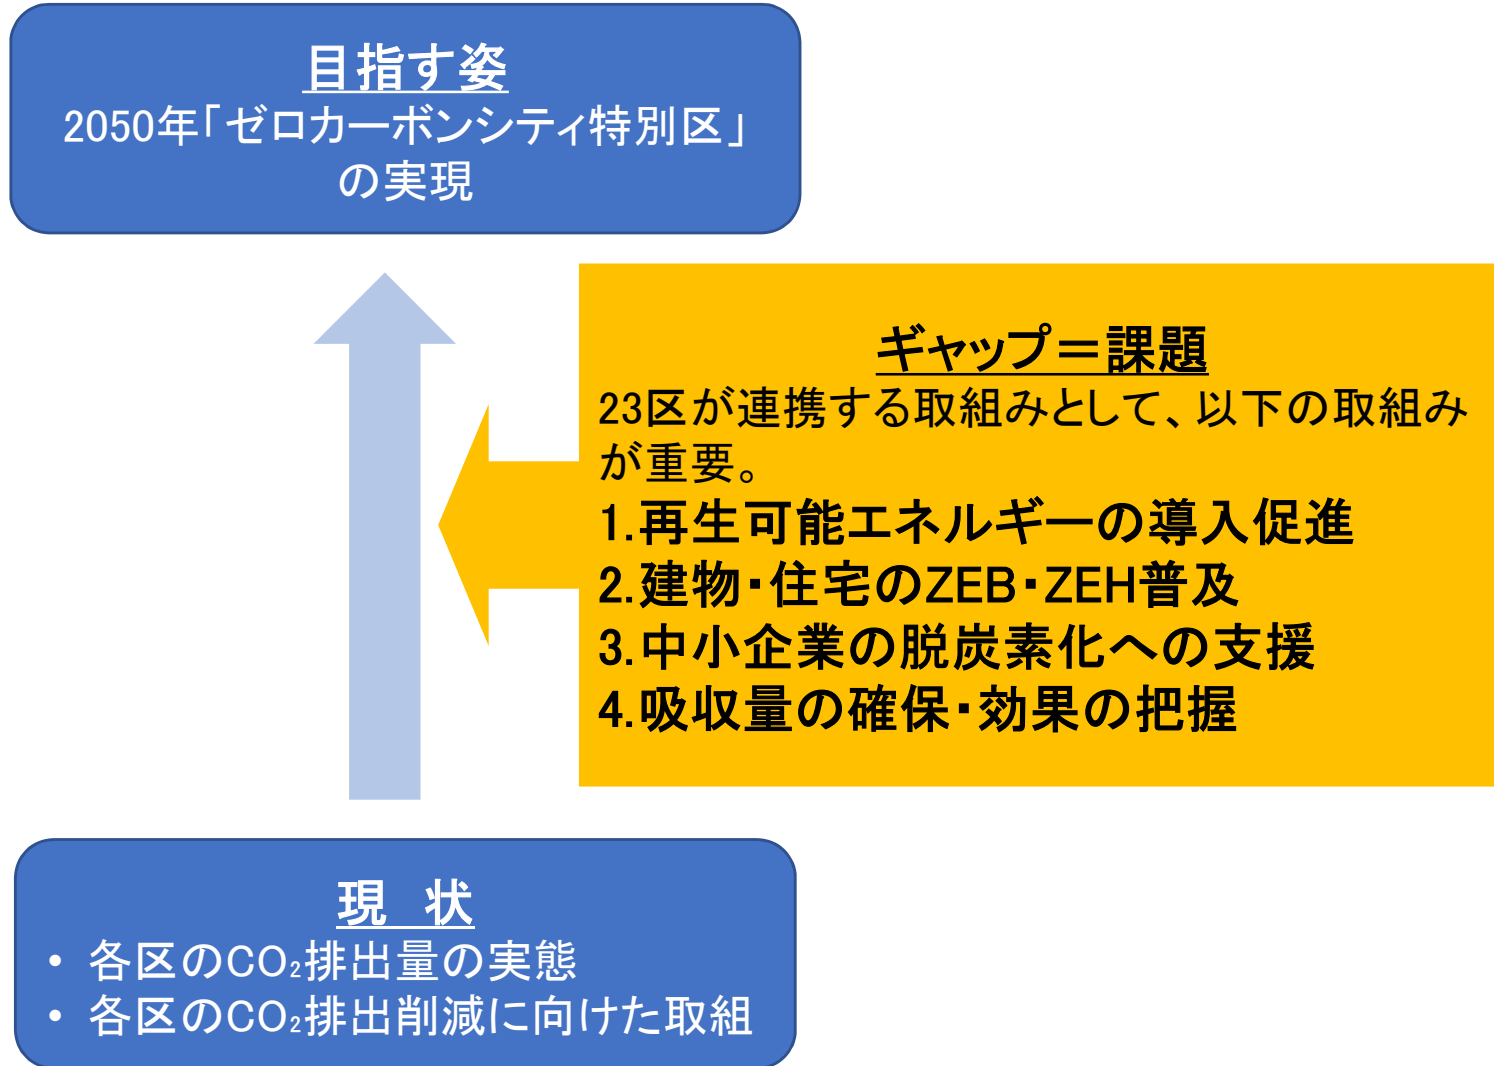 目指す姿
2050年「ゼロカーボンシティ特別区」
の実現
ギャップ＝課題
23区が連携する取組みとして、以下の取組み
が重要。
1.再生可能エネルギーの導入促進
2.建物・住宅のZEB・ZEH普及
3.中小企業の脱炭素化への支援
4.吸収量の確保・効果の把握
現　状
• 各区のCO₂排出量の実態
• 各区のCO₂排出削減に向けた取組